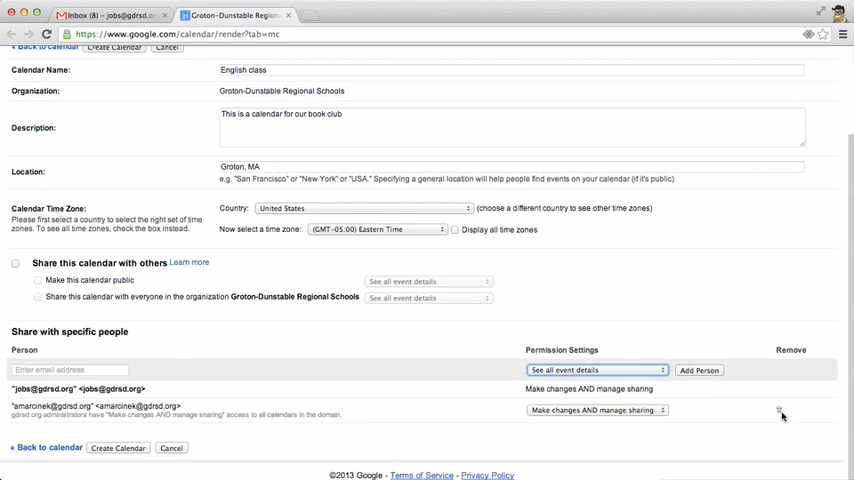 Inbox (8) – jobs@gdrsd.org
Groton-Dunstable Region
https://www.google.com/calendar/render?tab=mc
« Back to calendar Create Calendar Cancel
Calendar Name: English class
Organization: Groton-Dunstable Regional Schools
Description: This is a calendar for our book club
Location: Groton, MA
e.g. "San Francisco" or "New York" or "USA." Specifying a general location will help people find events on your calendar (if it's public)
Calendar Time Zone: Country: United States (choose a different country to see other time zones)
Please first select a country to select the right set of time
zones. To see all time zones, check the box instead.
Now select a time zone: (GMT-05:00) Eastern Time Display all time zones
Share this calendar with others Learn more
Make this calendar public See all event details
Share this calendar with everyone in the organization Groton-Dunstable Regional Schools See all event details
Share with specific people
Person Permission Settings Remove
Enter email address See all event details Add Person
"jobs@gdrsd.org" <jobs@gdrsd.org> Make changes AND manage sharing
"amarcinek@gdrsd.org" <amarcinek@gdrsd.org> Make changes AND manage sharing
gdrsd.org administrators have "Make changes AND manage sharing" access to all calendars in the domain.
« Back to calendar Create Calendar Cancel
©2013 Google - Terms of Service - Privacy Policy